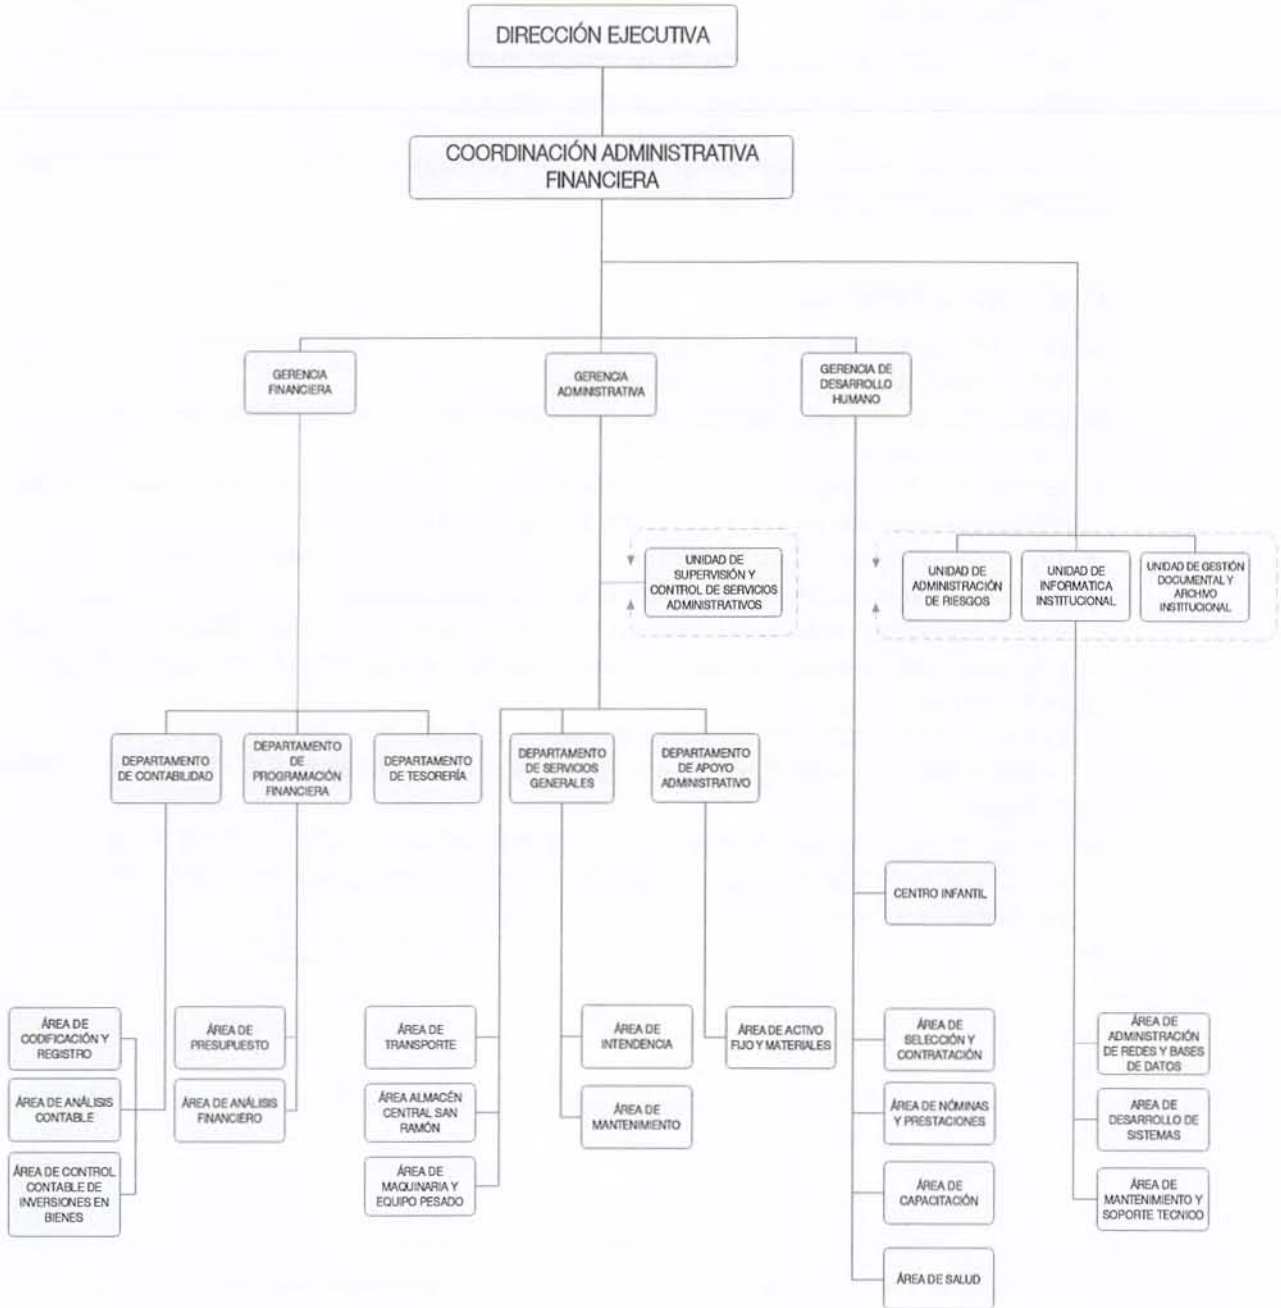 DIRECCIÓN EJECUTIVA
COORDINACIÓN ADMINISTRATIVA
FINANCIERA
GERENCIA
FINANCIERA
GERENCIA
ADMINISTRATIVA
GERENCIA DE
DESARROLLO
HUMANO
UNIDAD DE
SUPERVISIÓN Y
CONTROL DE SERVICIOS
ADMINISTRATIVOS
UNIDAD DE
ADMINISTRACIÓN
DE RIESGOS
UNIDAD DE
INFORMATICA
INSTITUCIONAL
UNIDAD DE GESTIÓN
DOCUMENTAL Y
ARCHIVO
INSTITUCIONAL
DEPARTAMENTO
DE CONTABILIDAD
DEPARTAMENTO
DE
PROGRAMACIÓN
FINANCIERA
DEPARTAMENTO
DE TESORERÍA
DEPARTAMENTO
DE SERVICIOS
GENERALES
DEPARTAMENTO
DE APOYO
ADMINISTRATIVO
CENTRO INFANTIL
ÁREA DE
CODIFICACIÓN Y
REGISTRO
ÁREA DE
PRESUPUESTO
ÁREA DE
TRANSPORTE
ÁREA DE
INTENDENCIA
ÁREA DE ACTIVO
FIJO Y MATERIALES
ÁREA DE
SELECCIÓN Y
CONTRATACIÓN
ÁREA DE
ADMINSTRACIÓN
DE REDES Y BASES
DE DATOS
ÁREA DE ANÁLISIS
CONTABLE
ÁREA DE ANÁLISIS
FINANCIERO
ÁREA ALMACÉN
CENTRAL SAN
RAMÓN
ÁREA DE
MANTENIMIENTO
ÁREA DE NÓMINAS
Y PRESTACIONES
AREA DE
DESARROLLO DE
SISTEMAS
ÁREA DE CONTROL
CONTABLE DE
INVERSIONES EN
BIENES
ÁREA DE
MAQUINARIA Y
EQUIPO PESADO
ÁREA DE
CAPACITACIÓN
ÁREA DE
MANTENIMIENTO Y
SOPORTE TECNICO
ÁREA DE SALUD